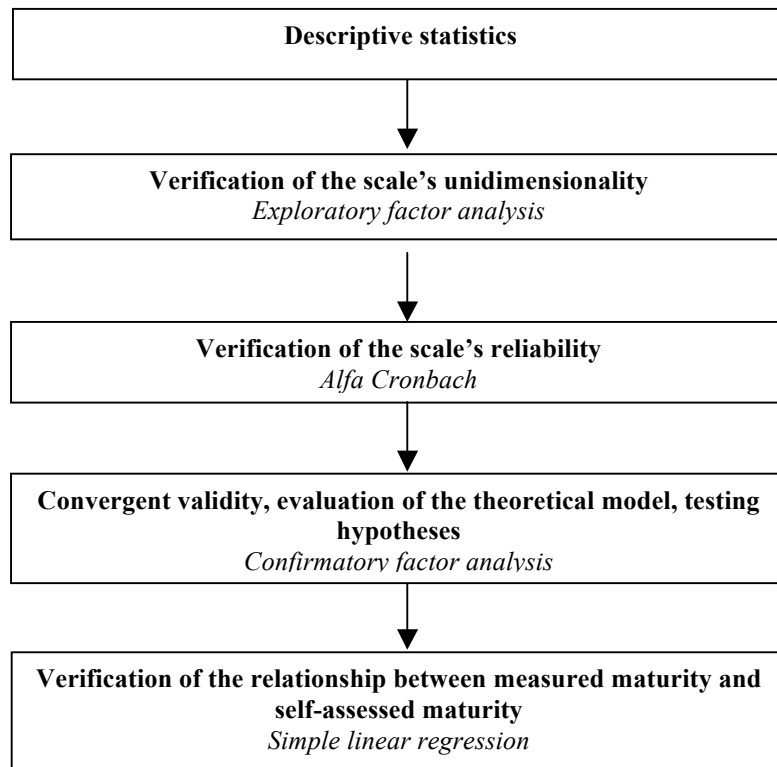 Descriptive statistics
Verification of the scale’s unidimensionality
Exploratory factor analysis
Verification of the scale’s reliability
Alfa Cronbach
Convergent validity, evaluation of the theoretical model, testing
hypotheses
Confirmatory factor analysis
Verification of the relationship between measured maturity and
self-assessed maturity
Simple linear regression